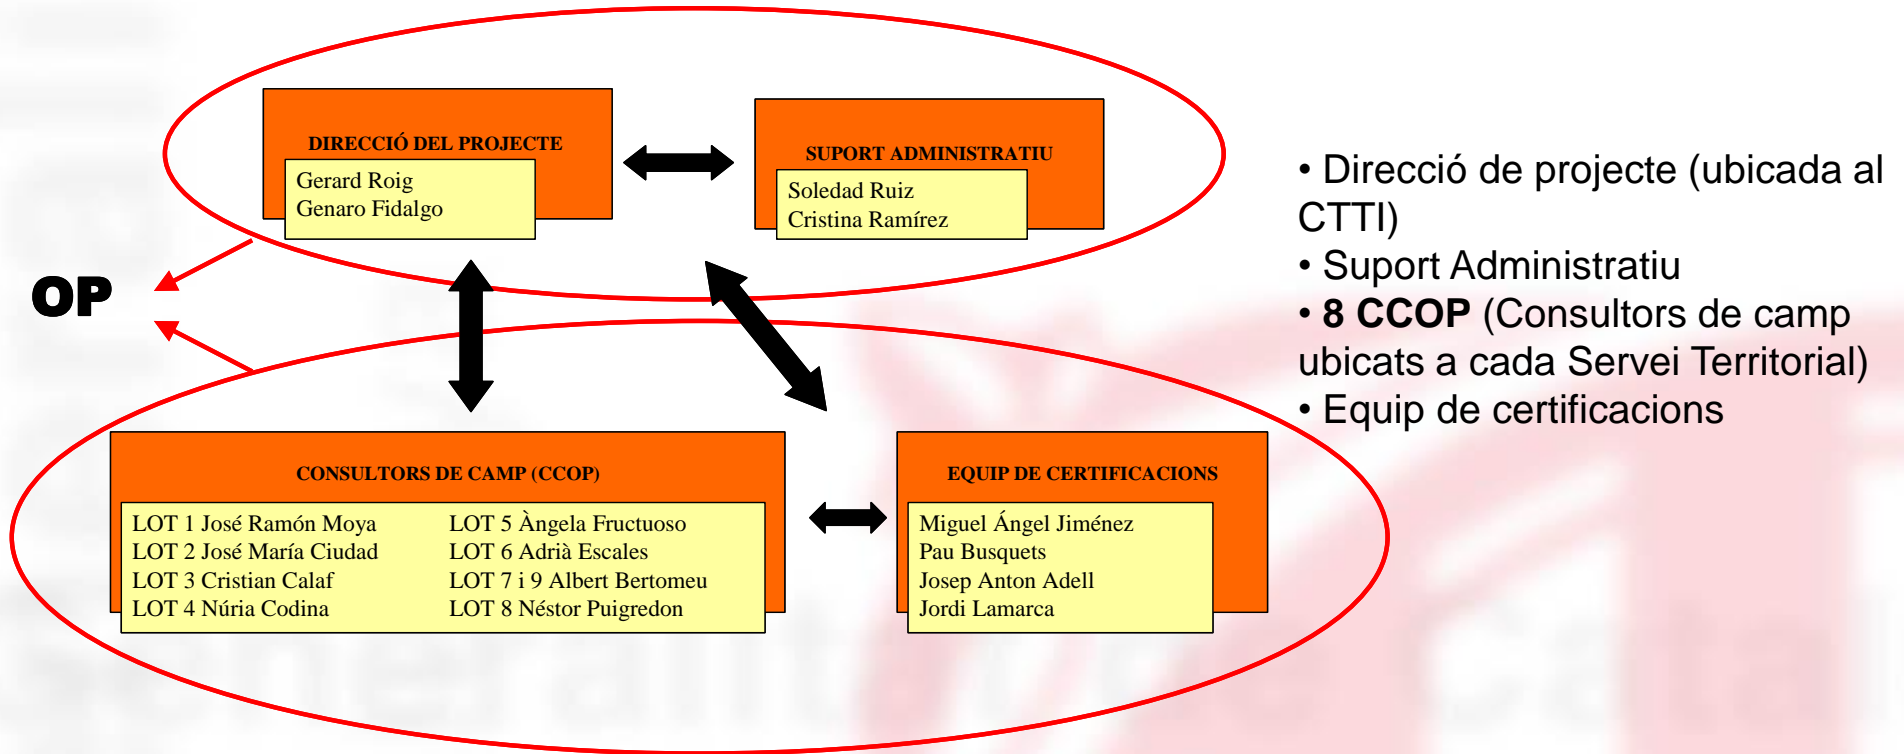 DIRECCIÓ DEL PROJECTE
Gerard Roig
Genaro Fidalgo
SUPORT ADMINISTRATIU
Soledad Ruiz
Cristina Ramírez
OP
CONSULTORS DE CAMP (CCOP)
LOT 1 José Ramón Moya
LOT 2 José María Ciudad
LOT 3 Cristian Calaf
LOT 4 Núria Codina
LOT 5 Àngela Fructuoso
LOT 6 Adrià Escales
LOT 7 i 9 Albert Bertomeu
LOT 8 Néstor Puigredon
EQUIP DE CERTIFICACIONS
Miguel Ángel Jiménez
Pau Busquets
Josep Anton Adell
Jordi Lamarca
• Direcció de projecte (ubicada al
CTTI)
• Suport Administratiu
• 8 CCOP (Consultors de camp
ubicats a cada Servei Territorial)
• Equip de certificacions